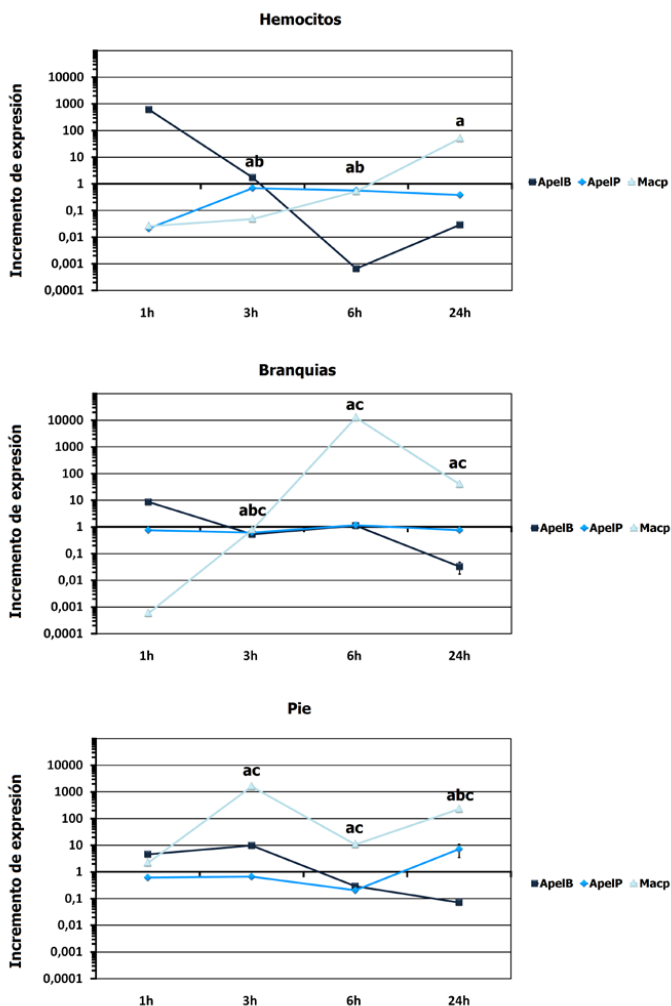 Hemocitos
Incremento de expresión
10000
1000
100
10
1
0,1
0,01
0,001
0,0001
ab
ab
a
1h 3h 6h 24h
ApelB ApelP Macp
Branquias
Incremento de expresión
10000
1000
100
10
1
0,1
0,01
0,001
0,0001
abc
ac
ac
1h 3h 6h 24h
ApelB ApelP Macp
Pie
Incremento de expresión
10000
1000
100
10
1
0,1
0,01
0,001
0,0001
ac
ac
abc
1h 3h 6h 24h
ApelB ApelP Macp